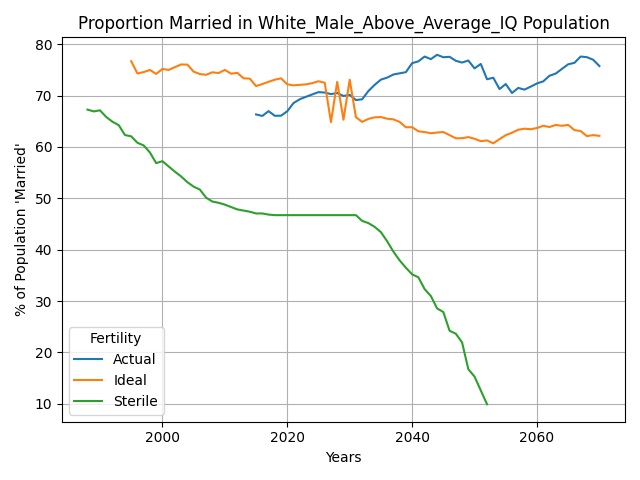 Proportion Married in White_Male_Above_Average_IQ Population
% of Population 'Married'
80
70
60
50
40
30
20
10
Fertility
Actual
Ideal
Sterile
2000 2020 2040 2060
Years